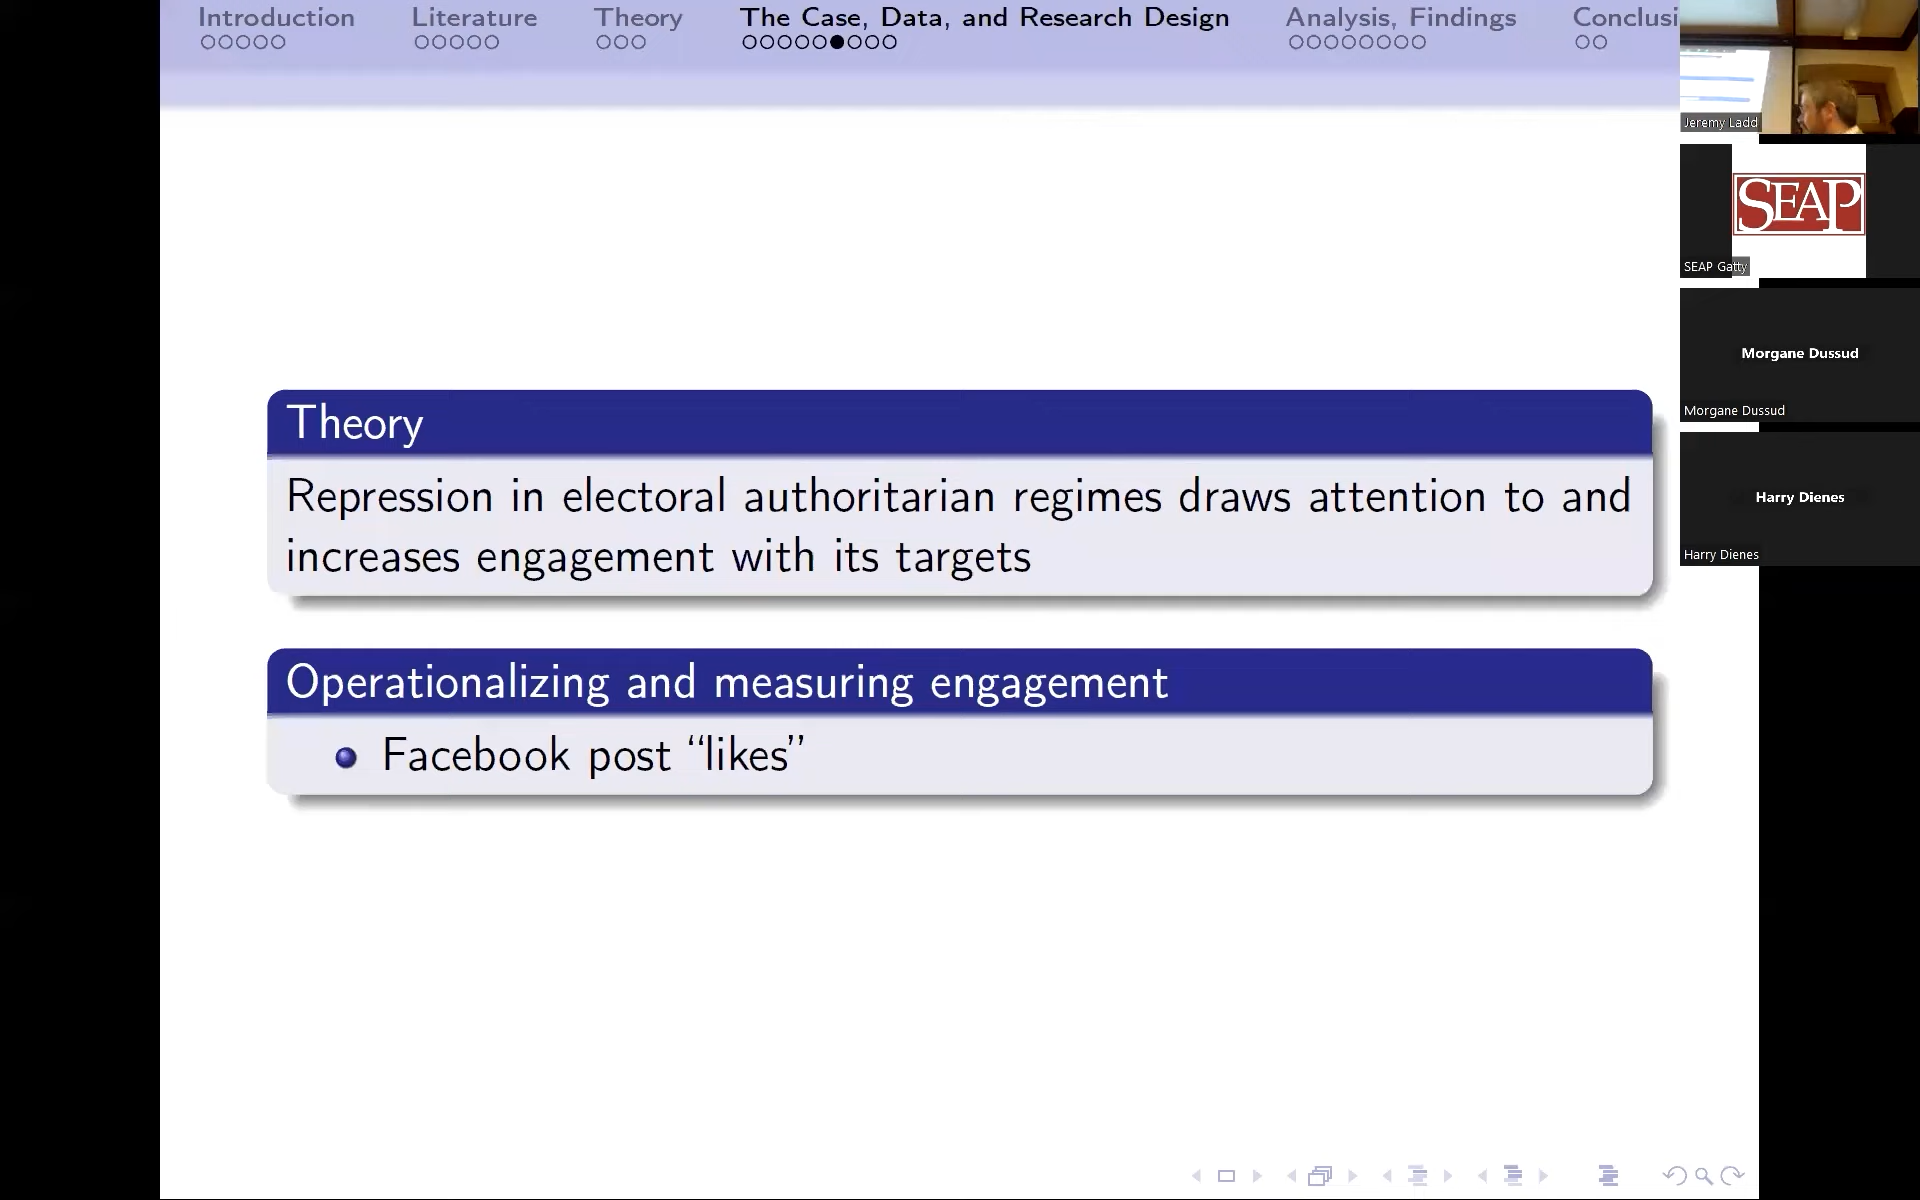 Introduction
Literature
Theory
The Case, Data, and Research Design
Analysis, Findings
Conclusi
Theory
Repression in electoral authoritarian regimes draws attention to and
increases engagement with its targets
Operationalizing and measuring engagement
Facebook post “likes”
Jeremy Ladd
SEAP
SEAP Gatty
Morgane Dussud
Morgane Dussud
Harry Dienes
Harry Dienes